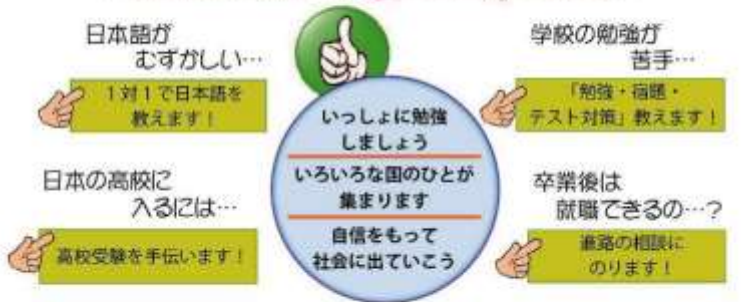 日本語が
むずかしい…
1対1で日本語を
教えます！
学校の勉強が
苦手…
「勉強・宿題・
テスト対策」教えます！
いっしょに勉強
しましょう
いろいろな国のひとが
集まります
自信をもって
社会に出ていこう
日本の高校に
入るには…
高校受験を手伝います！
卒業後は
就職できるの…？
進路の相談に
のります！